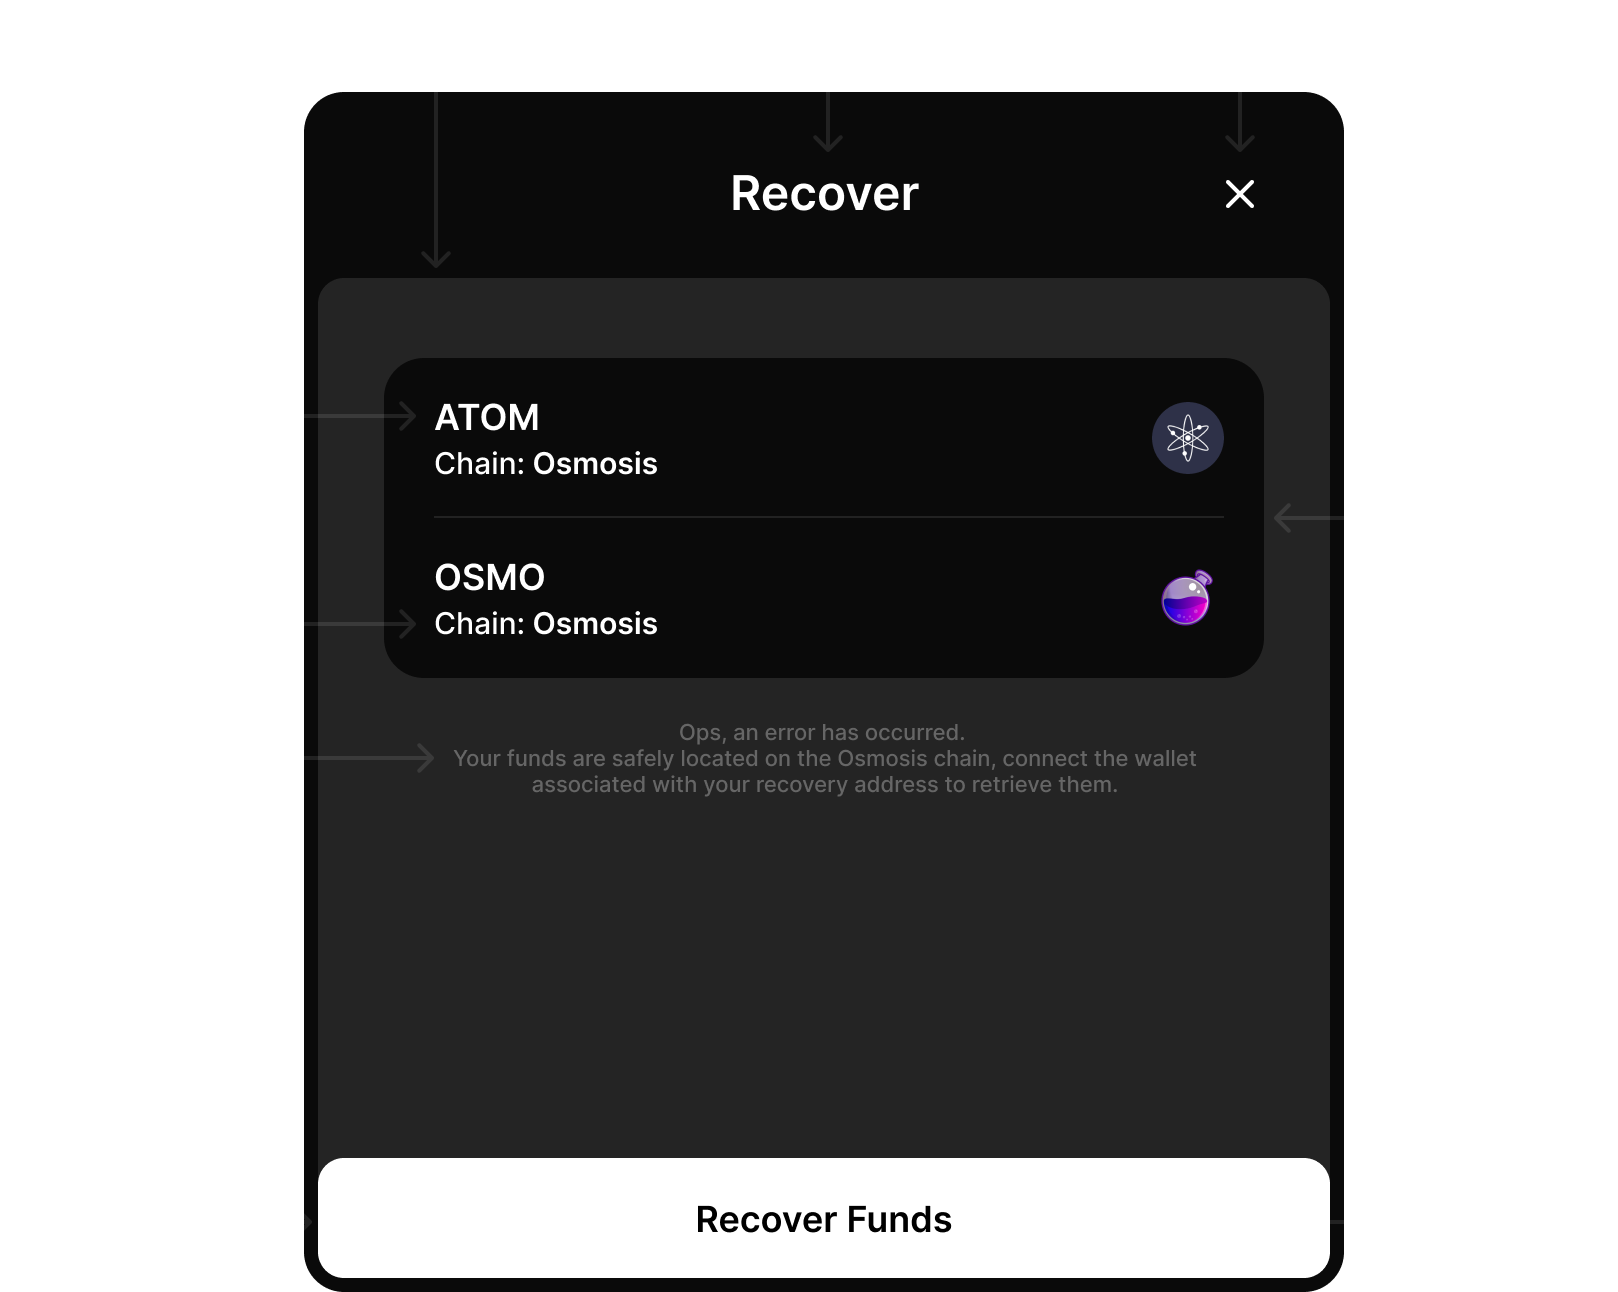 Recover
ATOM
Chain: Osmosis
OSMO
Chain: Osmosis
Ops, an error has occurred.
Your funds are safely located on the Osmosis chain, connect the wallet
associated with your recovery address to retrieve them.
Recover Funds